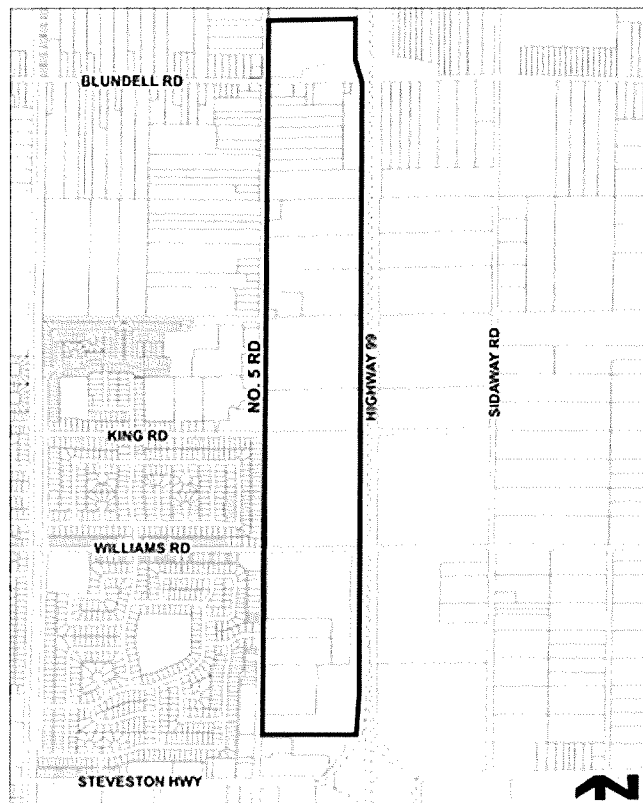 BLUNDELL RD
NO. 5 RD
HIGHWAY 99
SIDAWAY RD
KING RD
WILLIAMS RD
STEVESTON HWY
N